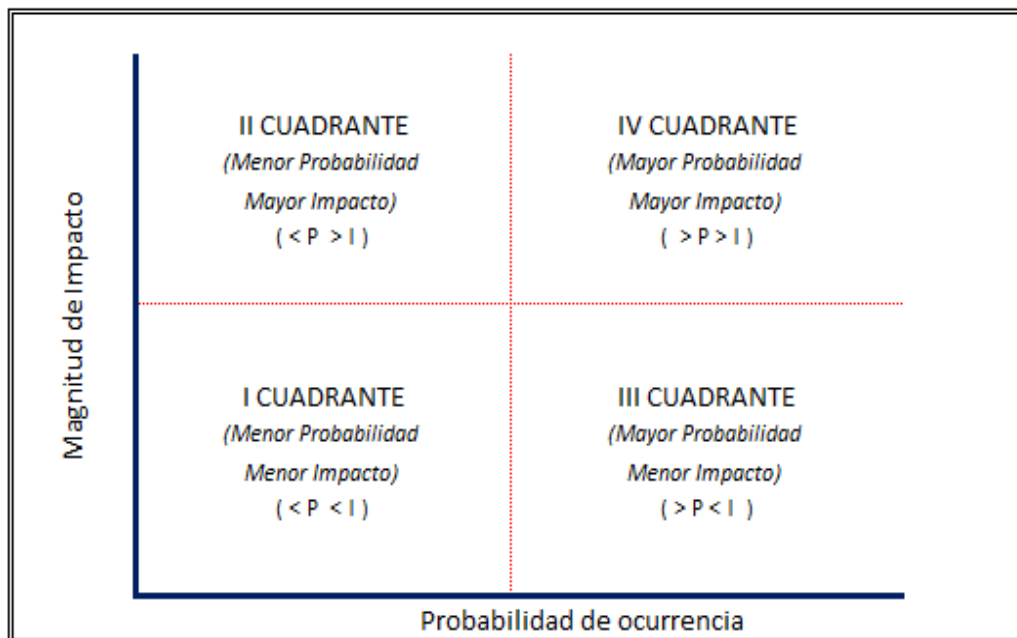 II CUADRANTE
(Menor Probabilidad
Mayor Impacto)
( < P > I )
IV CUADRANTE
(Mayor Probabilidad
Mayor Impacto)
( > P > I )
Magnitud de Impacto
I CUADRANTE
(Menor Probabilidad
Menor Impacto)
( < P < I )
III CUADRANTE
(Mayor Probabilidad
Menor Impacto)
( > P < I )
Probabilidad de ocurrencia